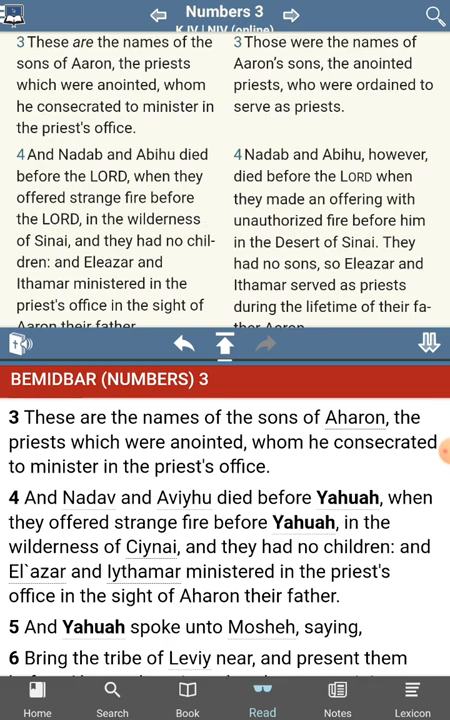 Numbers 3
KJV | NIV (online)
3 These are the names of the
sons of Aaron, the priests
which were anointed, whom
he consecrated to minister in
the priest's office.
4 And Nadab and Abihu died
before the LORD, when they
offered strange fire before
the LORD, in the wilderness
of Sinai, and they had no chil-
dren: and Eleazar and
Ithamar ministered in the
priest's office in the sight of
Aaron their father.
3 Those were the names of
Aaron’s sons, the anointed
priests, who were ordained to
serve as priests.
4 Nadab and Abihu, however,
died before the LORD when
they made an offering with
unauthorized fire before him
in the Desert of Sinai. They
had no sons, so Eleazar and
Ithamar served as priests
during the lifetime of their fa-
ther Aaron.
BEMIDBAR (NUMBERS) 3
3 These are the names of the sons of Aharon, the
priests which were anointed, whom he consecrated
to minister in the priest's office.
4 And Nadav and Aviyhu died before Yahuah, when
they offered strange fire before Yahuah, in the
wilderness of Ciynai, and they had no children: and
El`azar and Iythamar ministered in the priest's
office in the sight of Aharon their father.
5 And Yahuah spoke unto Mosheh, saying,
6 Bring the tribe of Leviy near, and present them
Home
Search
Book
Read
Notes
Lexicon